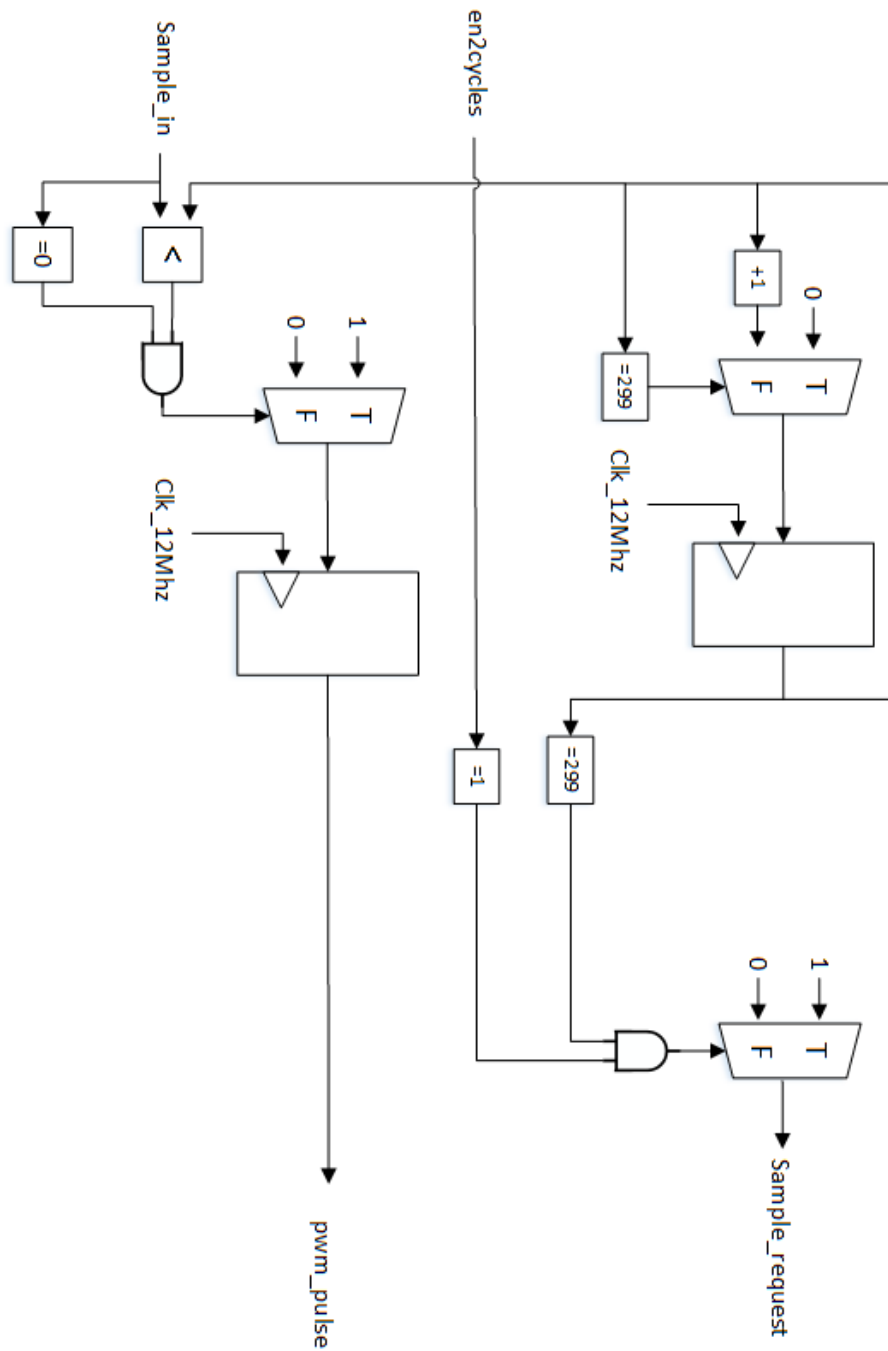 0
T
1
T
Sample_request
+1
F
0
F
=299
Clk_12Mhz
=299
en2cycles
=1
1
T
pwm_pulse
0
F
Sample_in
<
Clk_12Mhz
=0